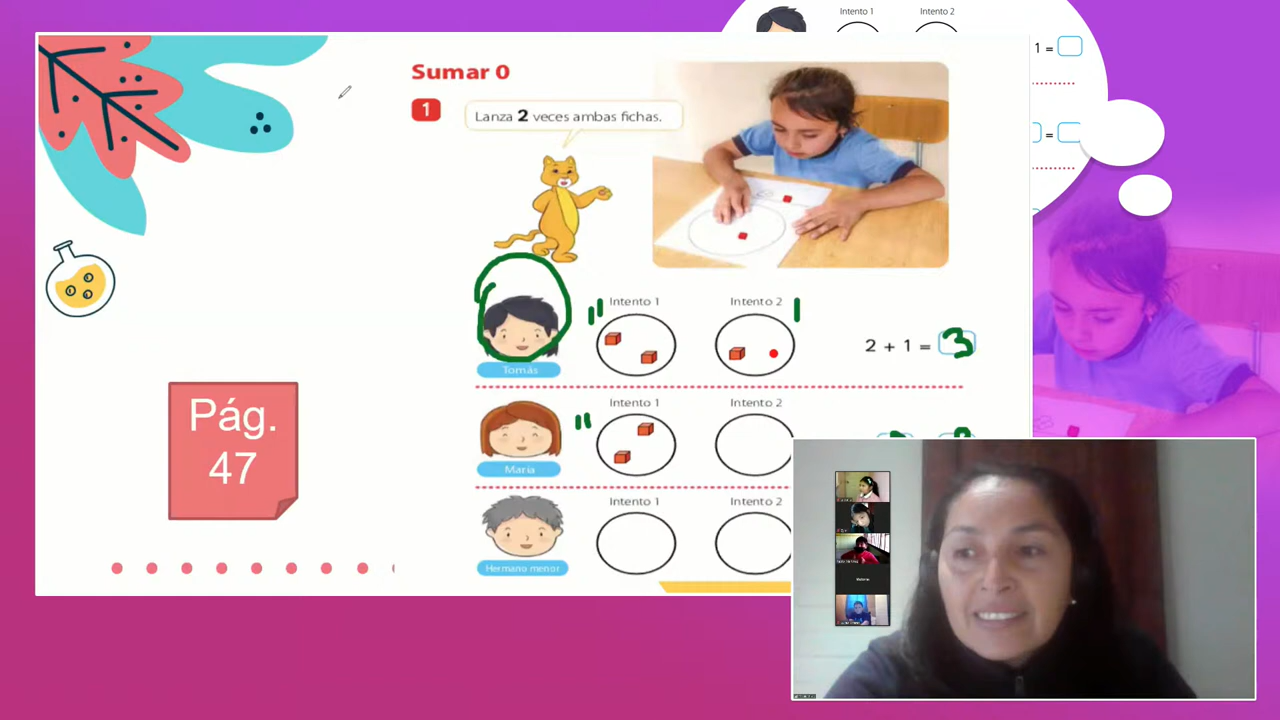 Intento 1
Intento 2
1 =
=
Sumar 0
1
Lanza 2 veces ambas fichas.
Intento 1
Intento 2
2 + 1 = 3
Tomás
Intento 1
Intento 2
María
Intento 1
Intento 2
Hermano menor
Pág.
47